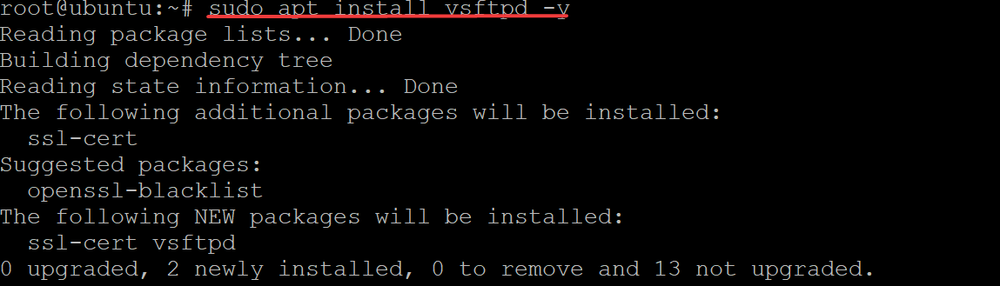 root@ubuntu:~# sudo apt install vsftpd -y
Reading package lists... Done
Building dependency tree
Reading state information... Done
The following additional packages will be installed:
  ssl-cert
Suggested packages:
  openssl-blacklist
The following NEW packages will be installed:
  ssl-cert vsftpd
0 upgraded, 2 newly installed, 0 to remove and 13 not upgraded.